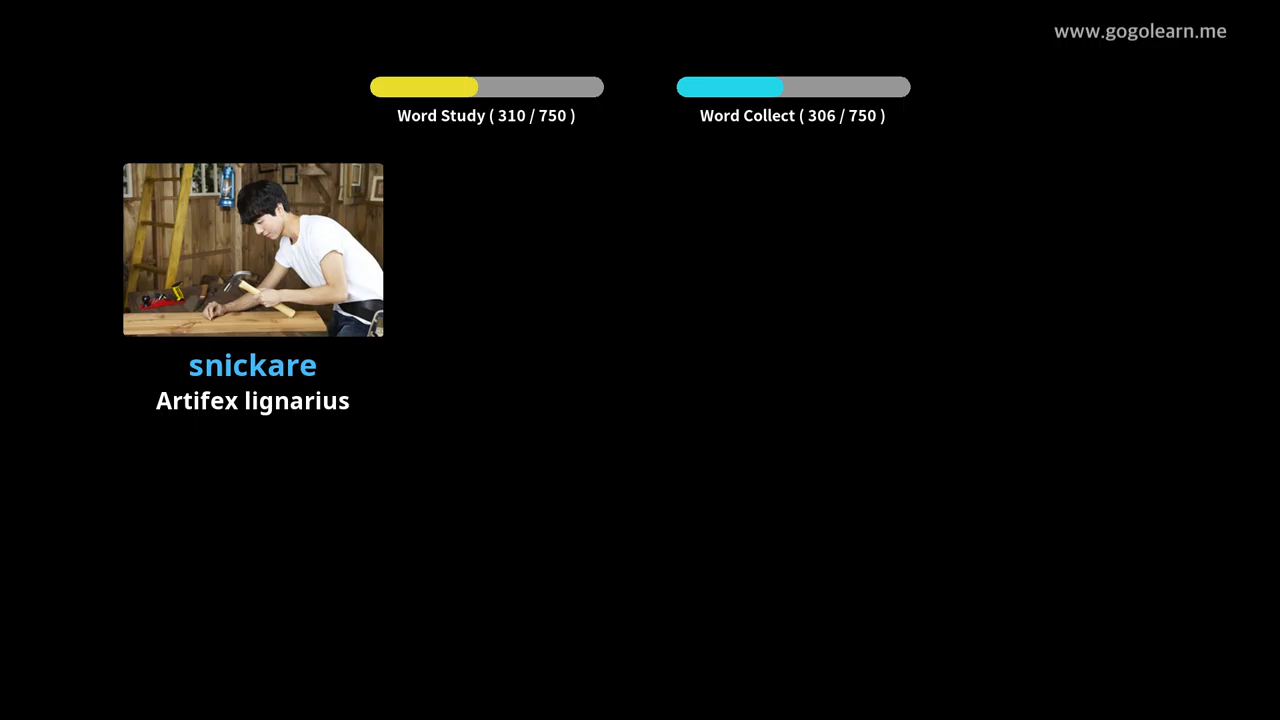 www.gogolearn.me
Word Study ( 310 / 750 )
Word Collect ( 306 / 750 )
snickare
Artifex lignarius